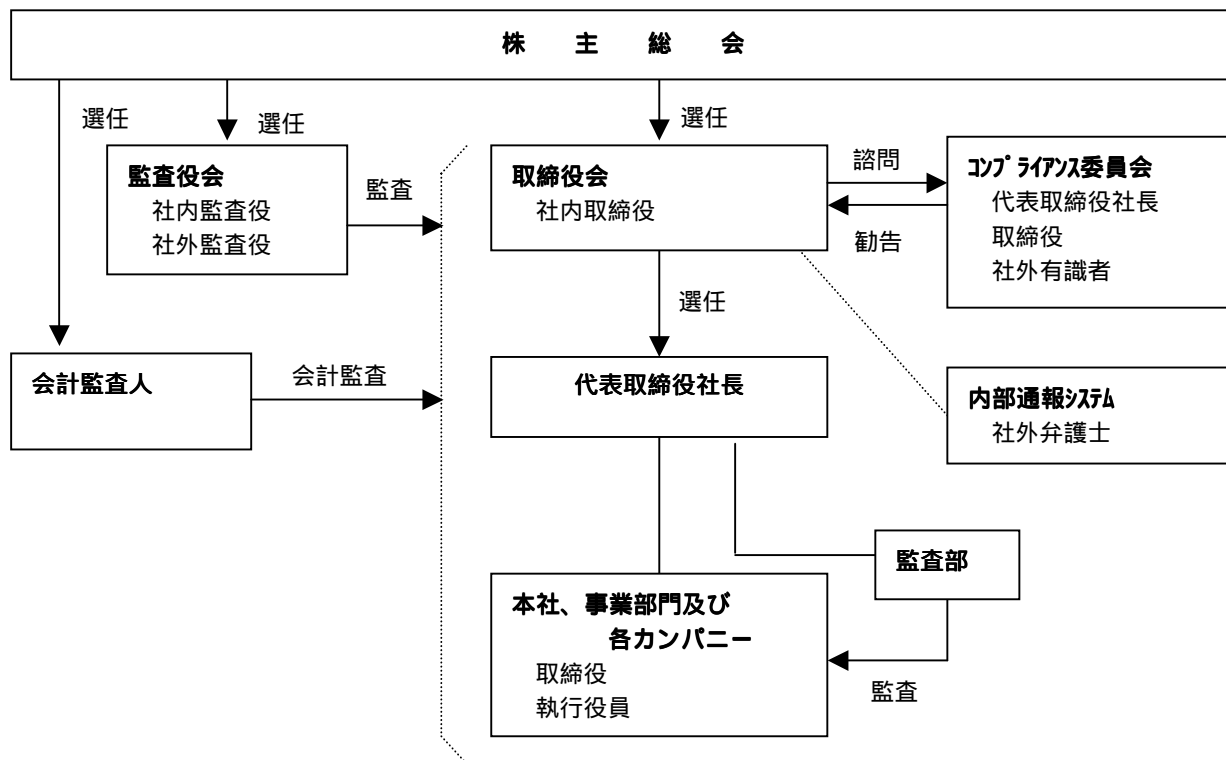 株　主　総　会
選任
選任
選任
監査役会
社内監査役
社外監査役
監査
取締役会
社内取締役
諮問
勧告
ｺﾝﾌﾟﾗｲｱﾝｽ委員会
代表取締役社長
取締役
社外有識者
選任
会計監査人
会計監査
代表取締役社長
内部通報ｼｽﾃﾑ
社外弁護士
監査部
本社、事業部門及び
各カンパニー
取締役
執行役員
監査